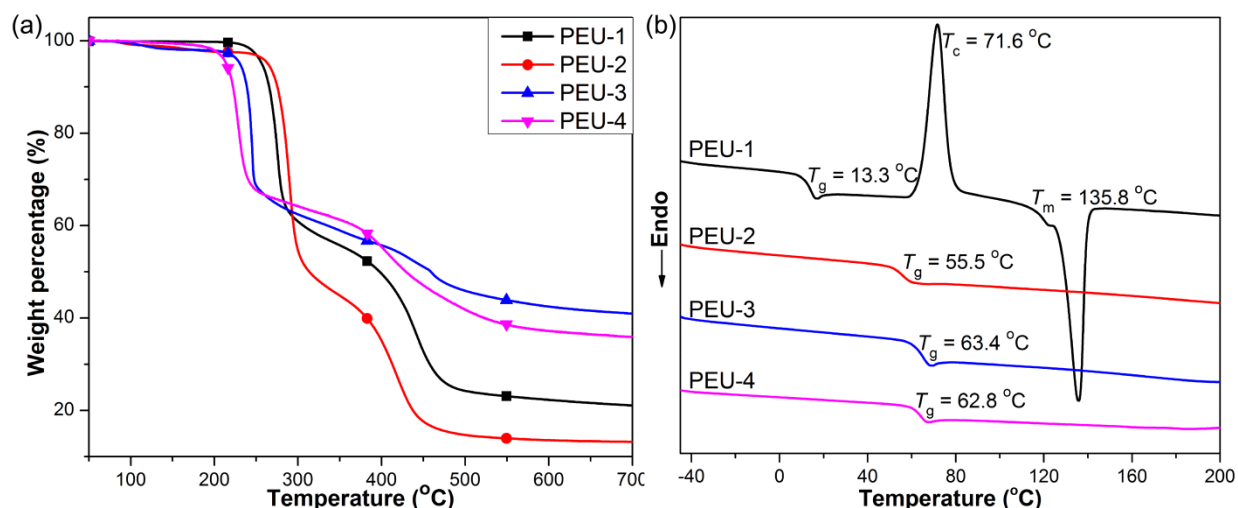 (a)
PEU-1
PEU-2
PEU-3
PEU-4
100
80
60
40
20
Weight percentage (%)
100 200 300 400 500 600 700
Temperature (°C)
(b)
Tc = 71.6 °C
PEU-1
Tg = 13.3 °C
Tm = 135.8 °C
PEU-2
Tg = 55.5 °C
PEU-3
Tg = 63.4 °C
PEU-4
Tg = 62.8 °C
Endo
-40 0 40 80 120 160 200
Temperature (°C)